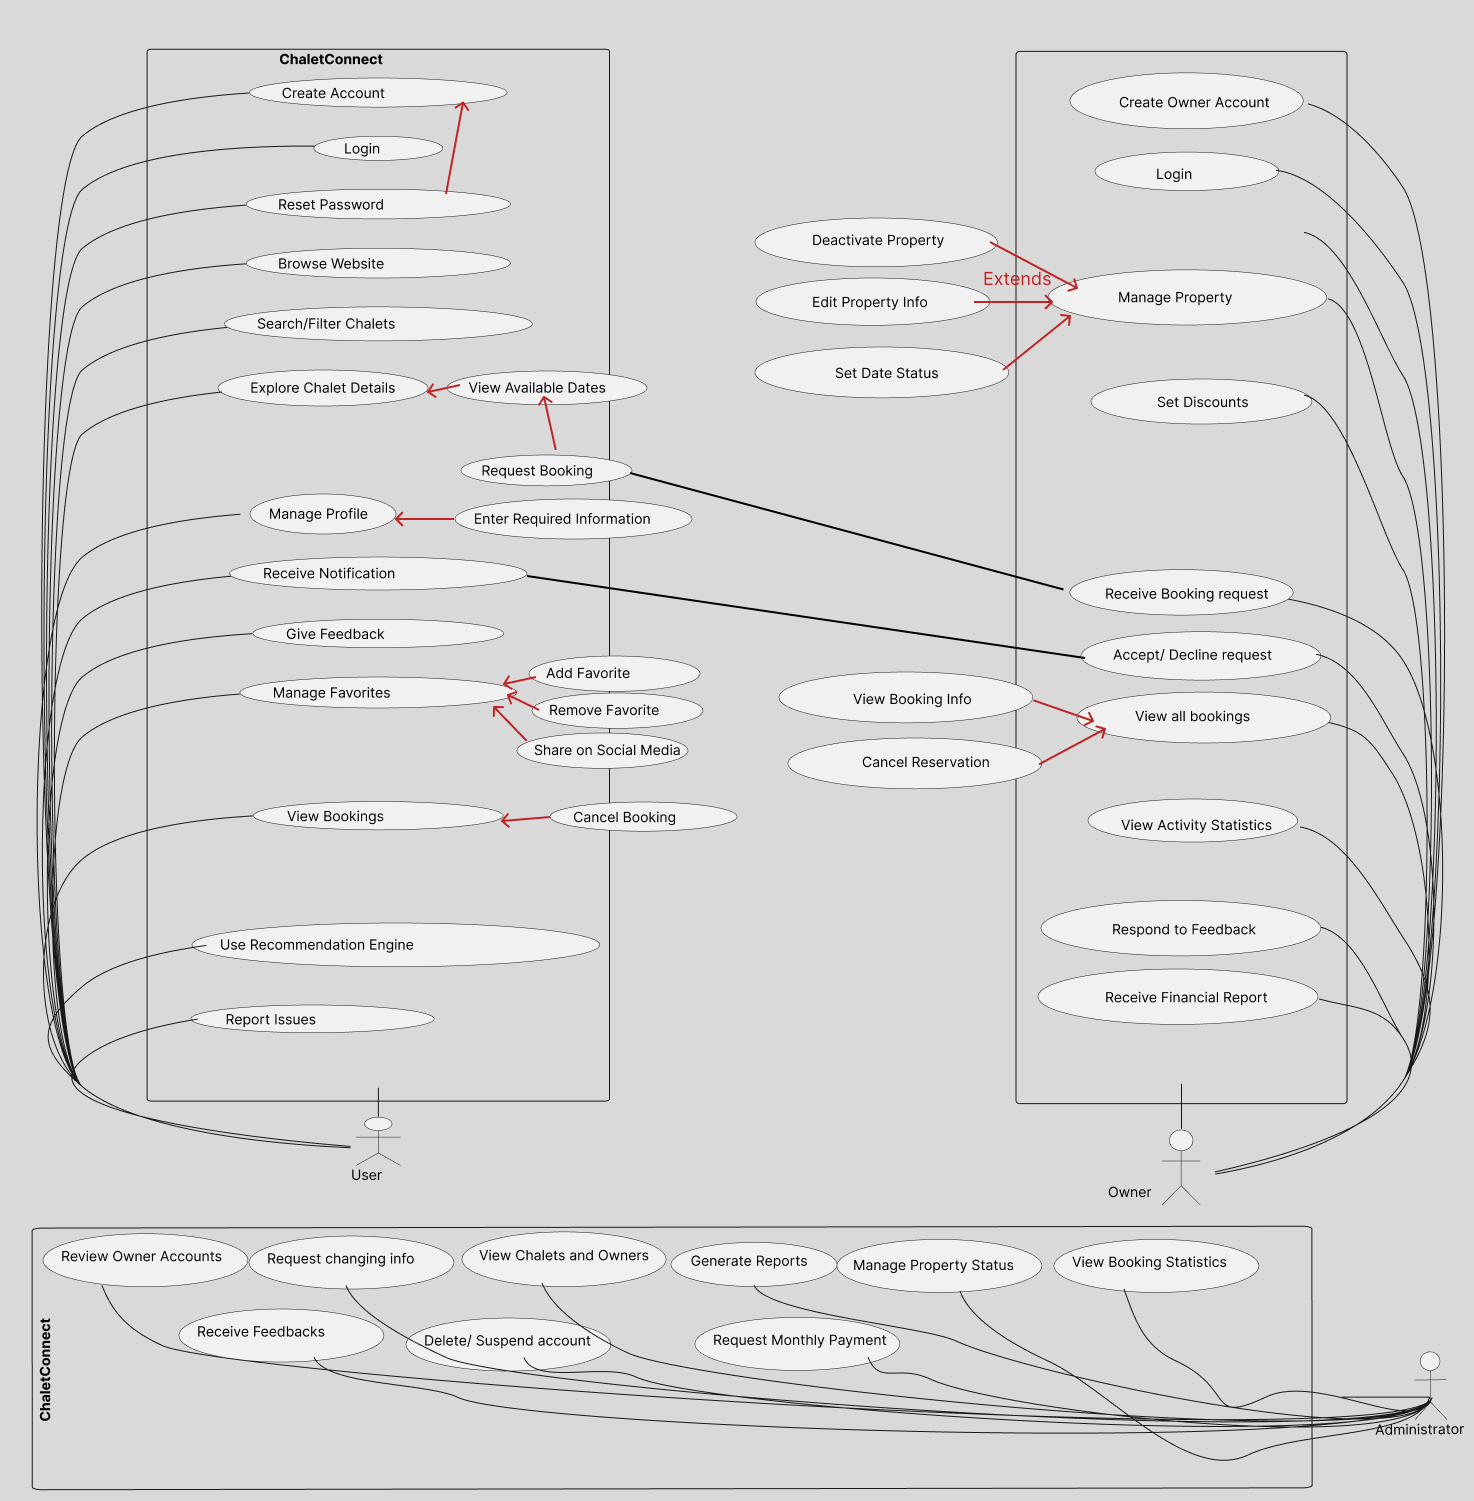 ChaletConnect
Create Account
Login
Reset Password
Browse Website
Search/Filter Chalets
Explore Chalet Details
View Available Dates
Request Booking
Manage Profile
Enter Required Information
Receive Notification
Give Feedback
Manage Favorites
Add Favorite
Remove Favorite
Share on Social Media
View Bookings
Cancel Booking
Use Recommendation Engine
Report Issues
User
Create Owner Account
Login
Deactivate Property
Extends
Edit Property Info
Manage Property
Set Date Status
Set Discounts
Receive Booking request
Accept/ Decline request
View Booking Info
View all bookings
Cancel Reservation
View Activity Statistics
Respond to Feedback
Receive Financial Report
Owner
ChaletConnect
Review Owner Accounts
Request changing info
View Chalets and Owners
Generate Reports
Manage Property Status
View Booking Statistics
Receive Feedbacks
Delete/ Suspend account
Request Monthly Payment
Administrator